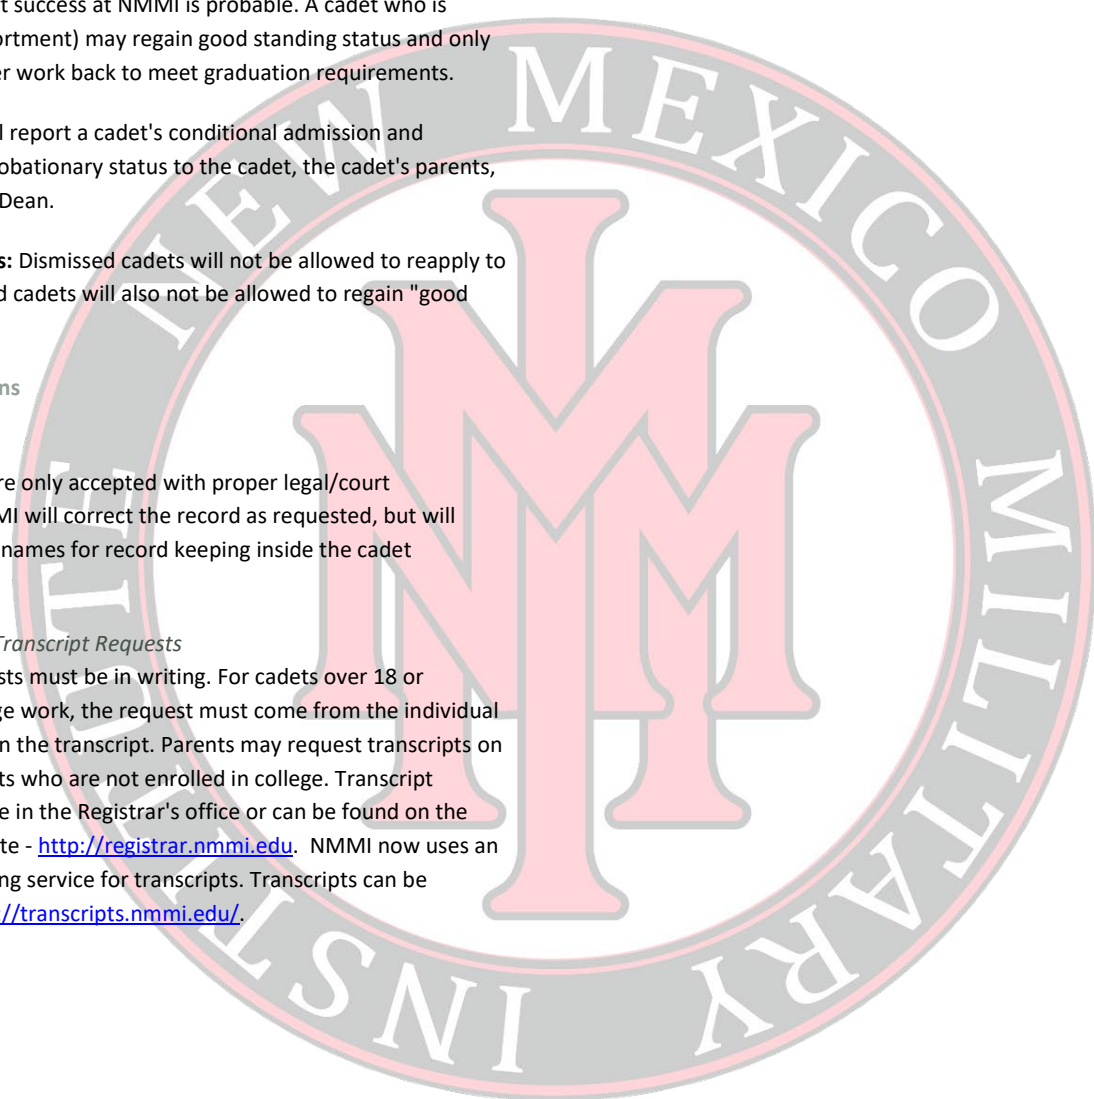 t success at NMMI is probable. A cadet who is
ortment) may regain good standing status and only
er work back to meet graduation requirements.
l report a cadet's conditional admission and
obationary status to the cadet, the cadet's parents,
Dean.
s: Dismissed cadets will not be allowed to reapply to
d cadets will also not be allowed to regain "good
ns
re only accepted with proper legal/court
MI will correct the record as requested, but will
names for record keeping inside the cadet
Transcript Requests
sts must be in writing. For cadets over 18 or
ge work, the request must come from the individual
n the transcript. Parents may request transcripts on
ts who are not enrolled in college. Transcript
e in the Registrar's office or can be found on the
te - http://registrar.nmmi.edu. NMMI now uses an
ng service for transcripts. Transcripts can be
://transcripts.nmmi.edu/.
NEW MEXICO MILITARY INSTITUTE
NMMI